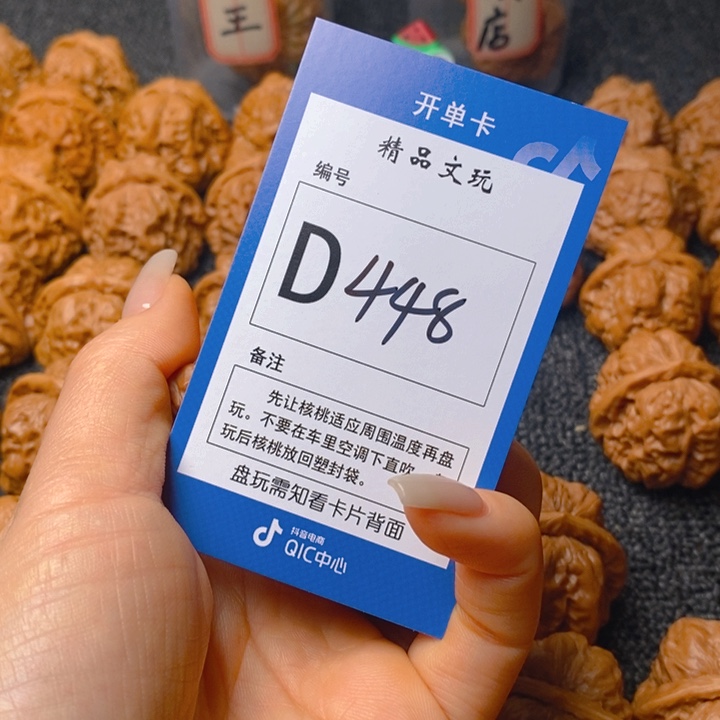 王
店
开单卡
精品文玩
编号
D448
备注
先让核桃适应周围温度再盘
玩。不要在车里空调下直吹。
玩后核桃放回塑封袋。
盘玩需知看卡片背面
抖音电商
QIC中心